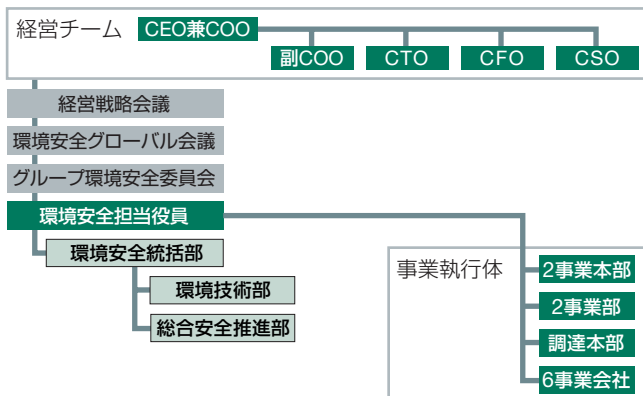 経営チーム CEO兼COO
副COO CTO CFO CSO
経営戦略会議
環境安全グローバル会議
グループ環境安全委員会
環境安全担当役員
環境安全統括部
環境技術部
総合安全推進部
事業執行体
2事業本部
2事業部
調達本部
6事業会社